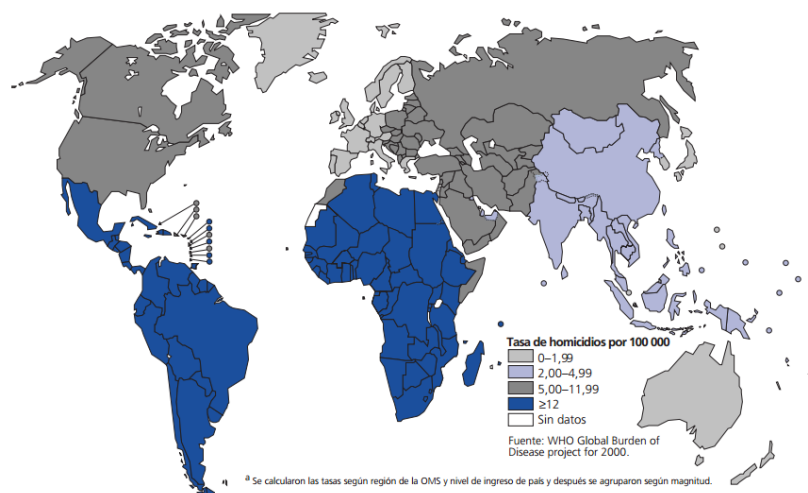 Tasa de homicidios por 100 000
0–1,99
2,00–4,99
5,00–11,99
≥12
Sin datos
Fuente: WHO Global Burden of
Disease project for 2000.
a Se calcularon las tasas según región de la OMS y nivel de ingreso de país y después se agruparon según magnitud.